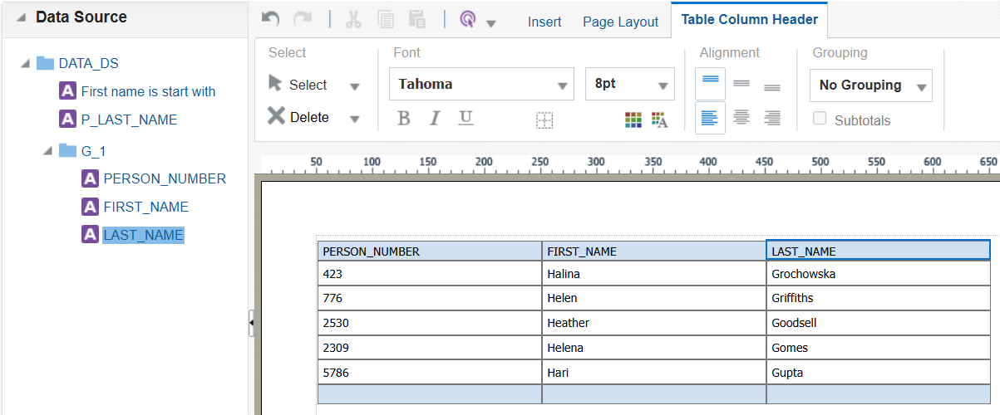 Data Source
DATA_DS
First name is start with
P_LAST_NAME
G_1
PERSON_NUMBER
FIRST_NAME
LAST_NAME
Insert Page Layout Table Column Header
Select Font Alignment Grouping
Select Tahoma 8pt No Grouping
Delete B I U A Subtotals
50 100 150 200 250 300 350 400 450 500 550 600 650
PERSON_NUMBER FIRST_NAME LAST_NAME
423 Halina Grochowska
776 Helen Griffiths
2530 Heather Goodsell
2309 Helena Gomes
5786 Hari Gupta